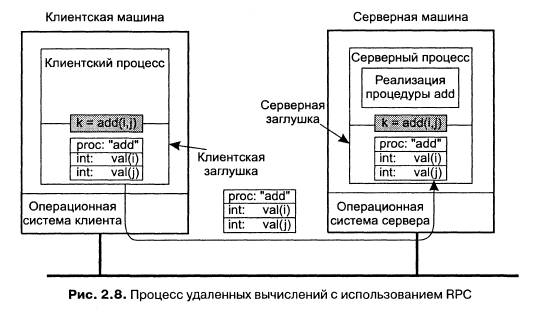 Клиентская машина
Клиентский процесс
k = add(i,j)
proc: "add"
int: val(i)
int: val(j)
Клиентская
заглушка
Операционная
система клиента
proc: "add"
int: val(i)
int: val(j)
Серверная машина
Серверный процесс
Реализация
процедуры add
Серверная
заглушка
k = add(i,j)
proc: "add"
int: val(i)
int: val(j)
Операционная
система сервера
Рис. 2.8. Процесс удаленных вычислений с использованием RPC